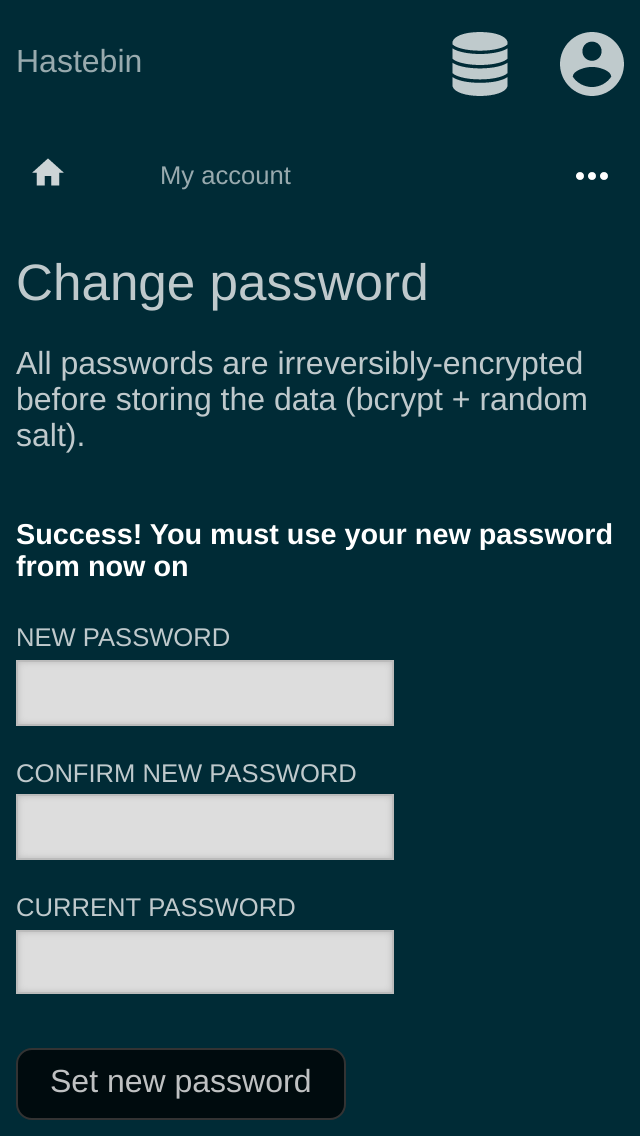 Hastebin
My account
Change password
All passwords are irreversibly-encrypted
before storing the data (bcrypt + random
salt).
Success! You must use your new password
from now on
NEW PASSWORD
CONFIRM NEW PASSWORD
CURRENT PASSWORD
Set new password